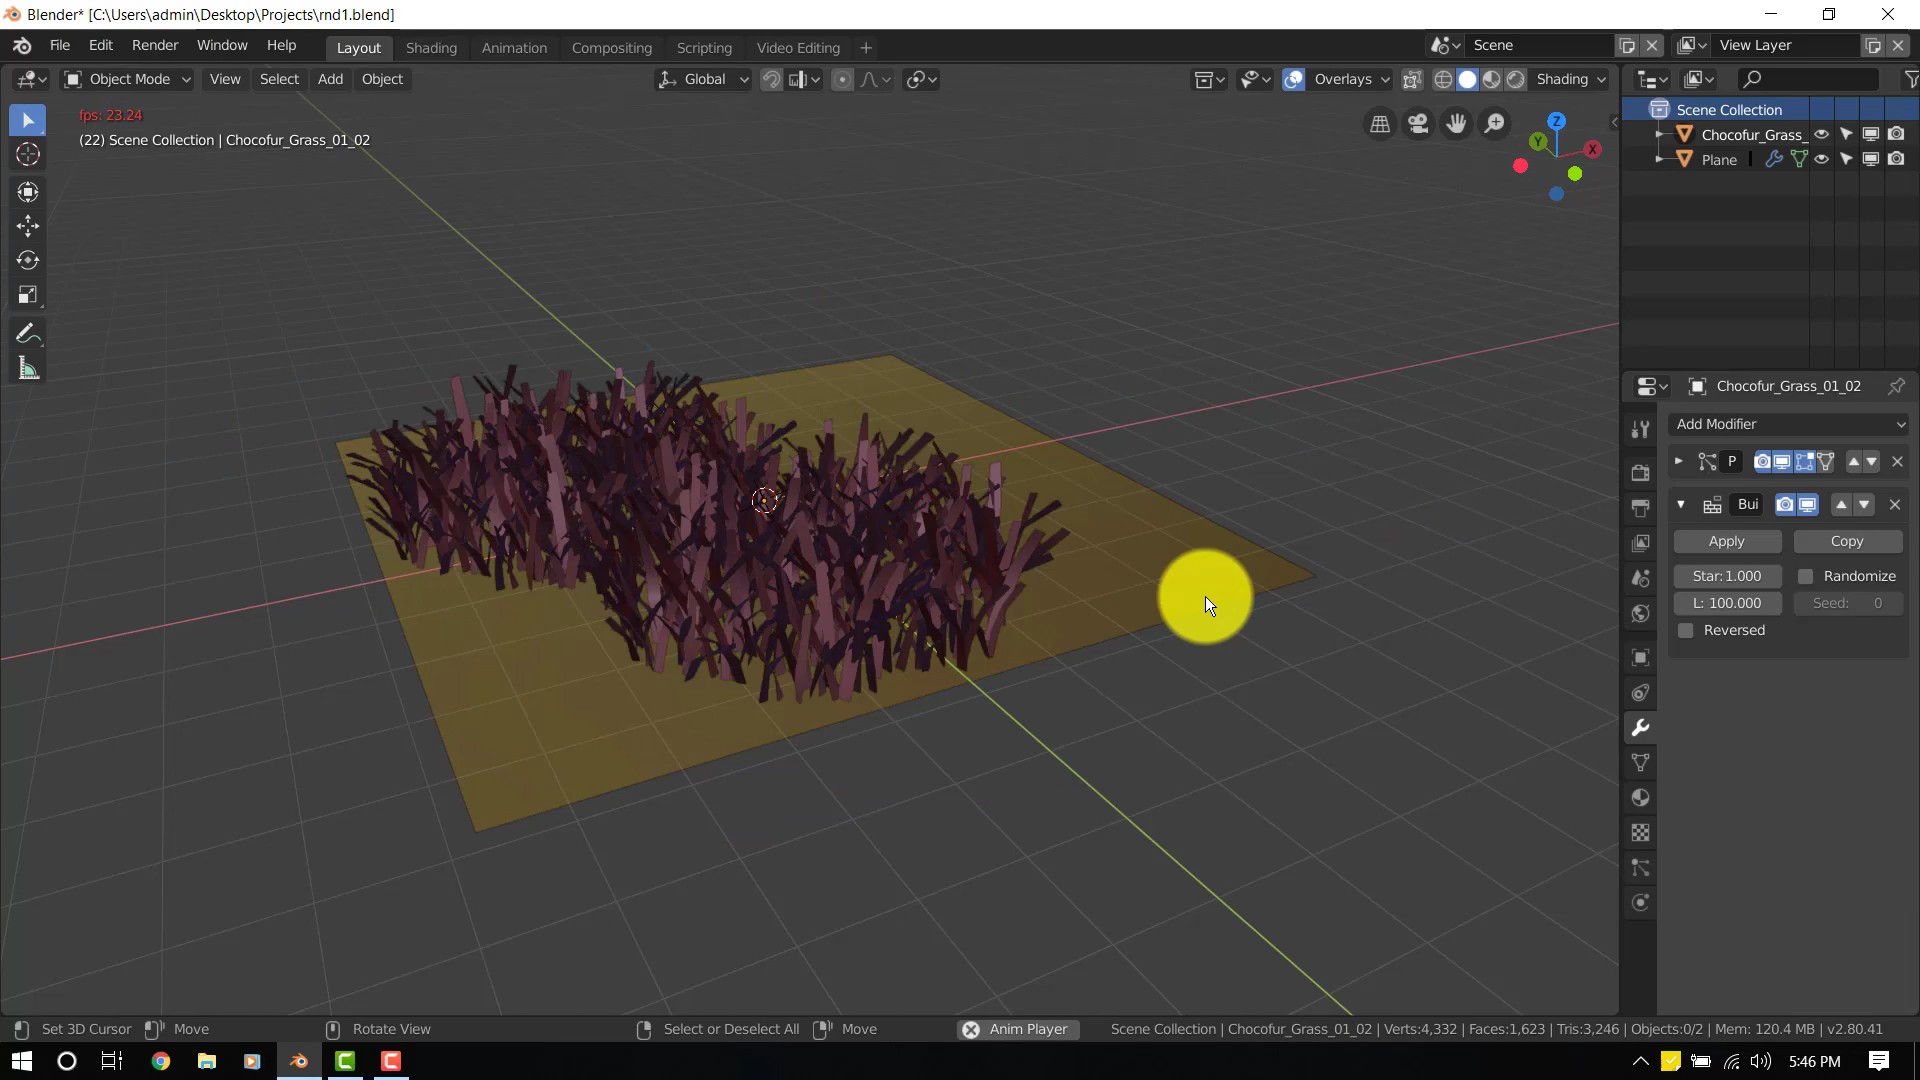 Blender* [C:\Users\admin\Desktop\Projects\rnd1.blend]
File Edit Render Window Help Layout Shading Animation Compositing Scripting Video Editing + Scene View Layer
Object Mode View Select Add Object Global Overlays Shading
fps: 23.24
(22) Scene Collection | Chocofur_Grass_01_02
Z
Y
X
Scene Collection
Chocofur_Grass_
Plane
Chocofur_Grass_01_02
Add Modifier
P
Bui
Apply Copy
Star:1.000 Randomize
L: 100.000 Seed: 0
Reversed
Set 3D Cursor Move Rotate View Select or Deselect All Move Anim Player Scene Collection | Chocofur_Grass_01_02 | Verts:4,332 | Faces:1,623 | Tris:3,246 | Objects:0/2 | Mem: 120.4 MB | v2.80.41
5:46 PM